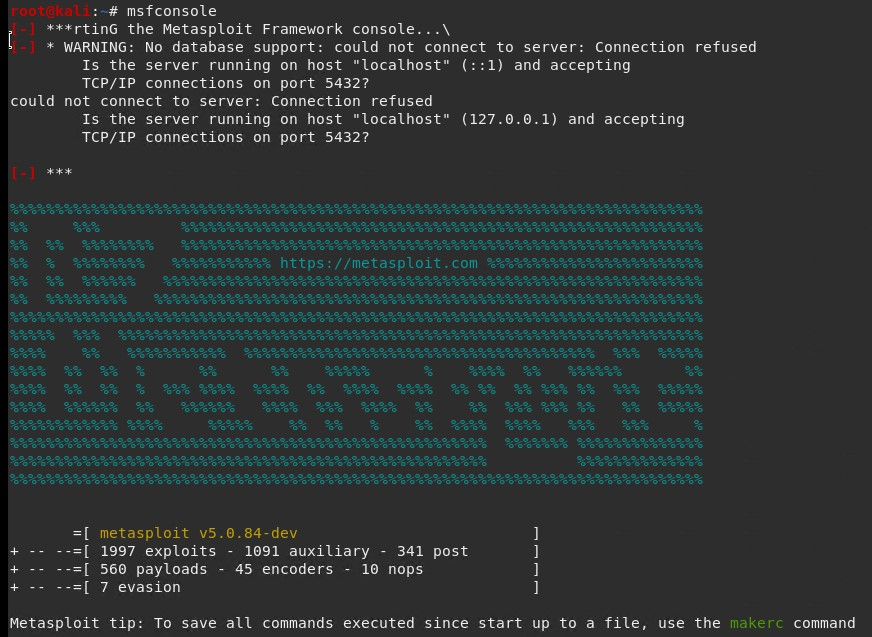 root@kali:~# msfconsole
[-] ***rtinG the Metasploit Framework console...\
[-] * WARNING: No database support: could not connect to server: Connection refused
        Is the server running on host "localhost" (::1) and accepting
        TCP/IP connections on port 5432?
could not connect to server: Connection refused
        Is the server running on host "localhost" (127.0.0.1) and accepting
        TCP/IP connections on port 5432?
[-] ***
%%%%%%%%%%%%%%%%%%%%%%%%%%%%%%%%%%%%%%%%%%%%%%%%%%%%%%%%%%%%%%%%%%%%%%%%%%%%%%%
%%     %%%         %%%%%%%%%%%%%%%%%%%%%%%%%%%%%%%%%%%%%%%%%%%%%%%%%%%%%%%%%%
%%  %%  %%%%%%%%   %%%%%%%%%%%%%%%%%%%%%%%%%%%%%%%%%%%%%%%%%%%%%%%%%%%%%%%%%%
%%  %  %%%%%%%%   %%%%%%%%%%% https://metasploit.com %%%%%%%%%%%%%%%%%%%%%%%%
%%  %%  %%%%%%   %%%%%%%%%%%%%%%%%%%%%%%%%%%%%%%%%%%%%%%%%%%%%%%%%%%%%%%%%%%%
%%  %%%%%%%%%   %%%%%%%%%%%%%%%%%%%%%%%%%%%%%%%%%%%%%%%%%%%%%%%%%%%%%%%%%%%%%
%%%%%%%%%%%%%%%%%%%%%%%%%%%%%%%%%%%%%%%%%%%%%%%%%%%%%%%%%%%%%%%%%%%%%%%%%%%%%%%
%%%%%  %%%  %%%%%%%%%%%%%%%%%%%%%%%%%%%%%%%%%%%%%%%%%%%%%%%%%%%%%%%%%%%%%%%%%
%%%%    %%   %%%%%%%%%%%  %%%%%%%%%%%%%%%%%%%%%%%%%%%%%%%%%%%%%%%  %%%  %%%%%
%%%%  %%  %%  %      %%      %%    %%%%%      %    %%%%  %%   %%%%%%       %%
%%%%  %%  %%  %  %%% %%%%  %%%%  %%  %%%%  %%%%  %% %%  %% %%% %%  %%%  %%%%%
%%%%  %%%%%%  %%   %%%%%%   %%%%  %%%  %%%%  %%    %%  %%% %%% %%   %%  %%%%%
%%%%%%%%%%%% %%%%     %%%%%    %%  %%   %    %%  %%%%  %%%%   %%%   %%%     %
%%%%%%%%%%%%%%%%%%%%%%%%%%%%%%%%%%%%%%%%%%%%%%%%%%%%%  %%%%%%% %%%%%%%%%%%%%%
%%%%%%%%%%%%%%%%%%%%%%%%%%%%%%%%%%%%%%%%%%%%%%%%%%%%%          %%%%%%%%%%%%%%
%%%%%%%%%%%%%%%%%%%%%%%%%%%%%%%%%%%%%%%%%%%%%%%%%%%%%%%%%%%%%%%%%%%%%%%%%%%%%%%
       =[ metasploit v5.0.84-dev                          ]
+ -- --=[ 1997 exploits - 1091 auxiliary - 341 post       ]
+ -- --=[ 560 payloads - 45 encoders - 10 nops            ]
+ -- --=[ 7 evasion                                       ]
Metasploit tip: To save all commands executed since start up to a file, use the makerc command